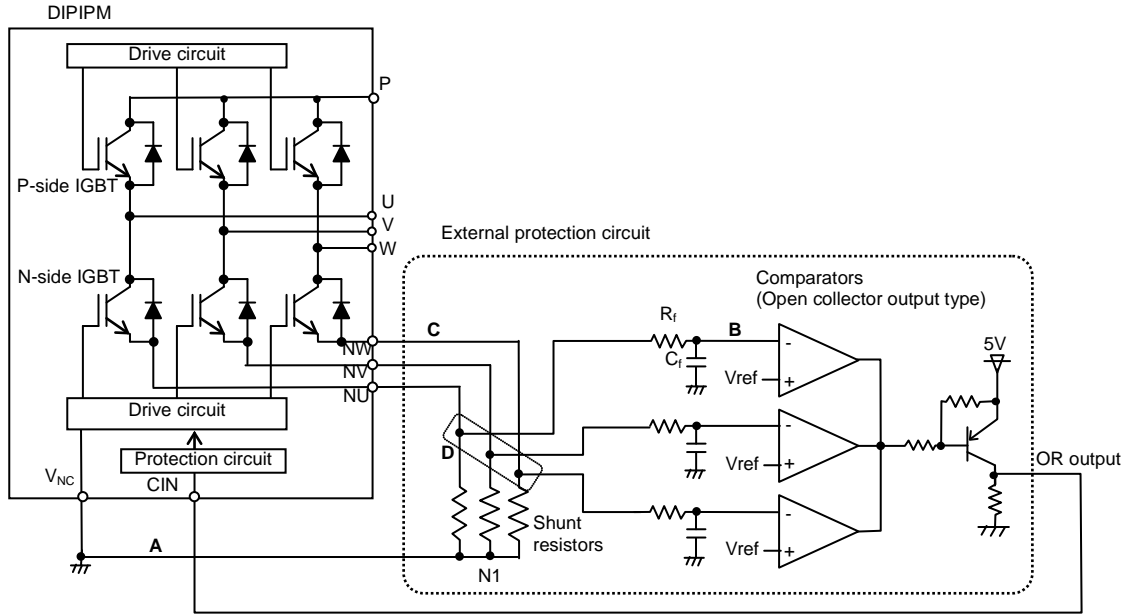 DIPIPM
Drive circuit
P
P-side IGBT
U
V
W
N-side IGBT
External protection circuit
Comparators
(Open collector output type)
C
Rf
B
-
5V
NW
Cf
Vref
+
NV
NU
Drive circuit
-
D
Vref
+
OR output
Protection circuit
VNC
CIN
-
Shunt
resistors
Vref
+
A
N1